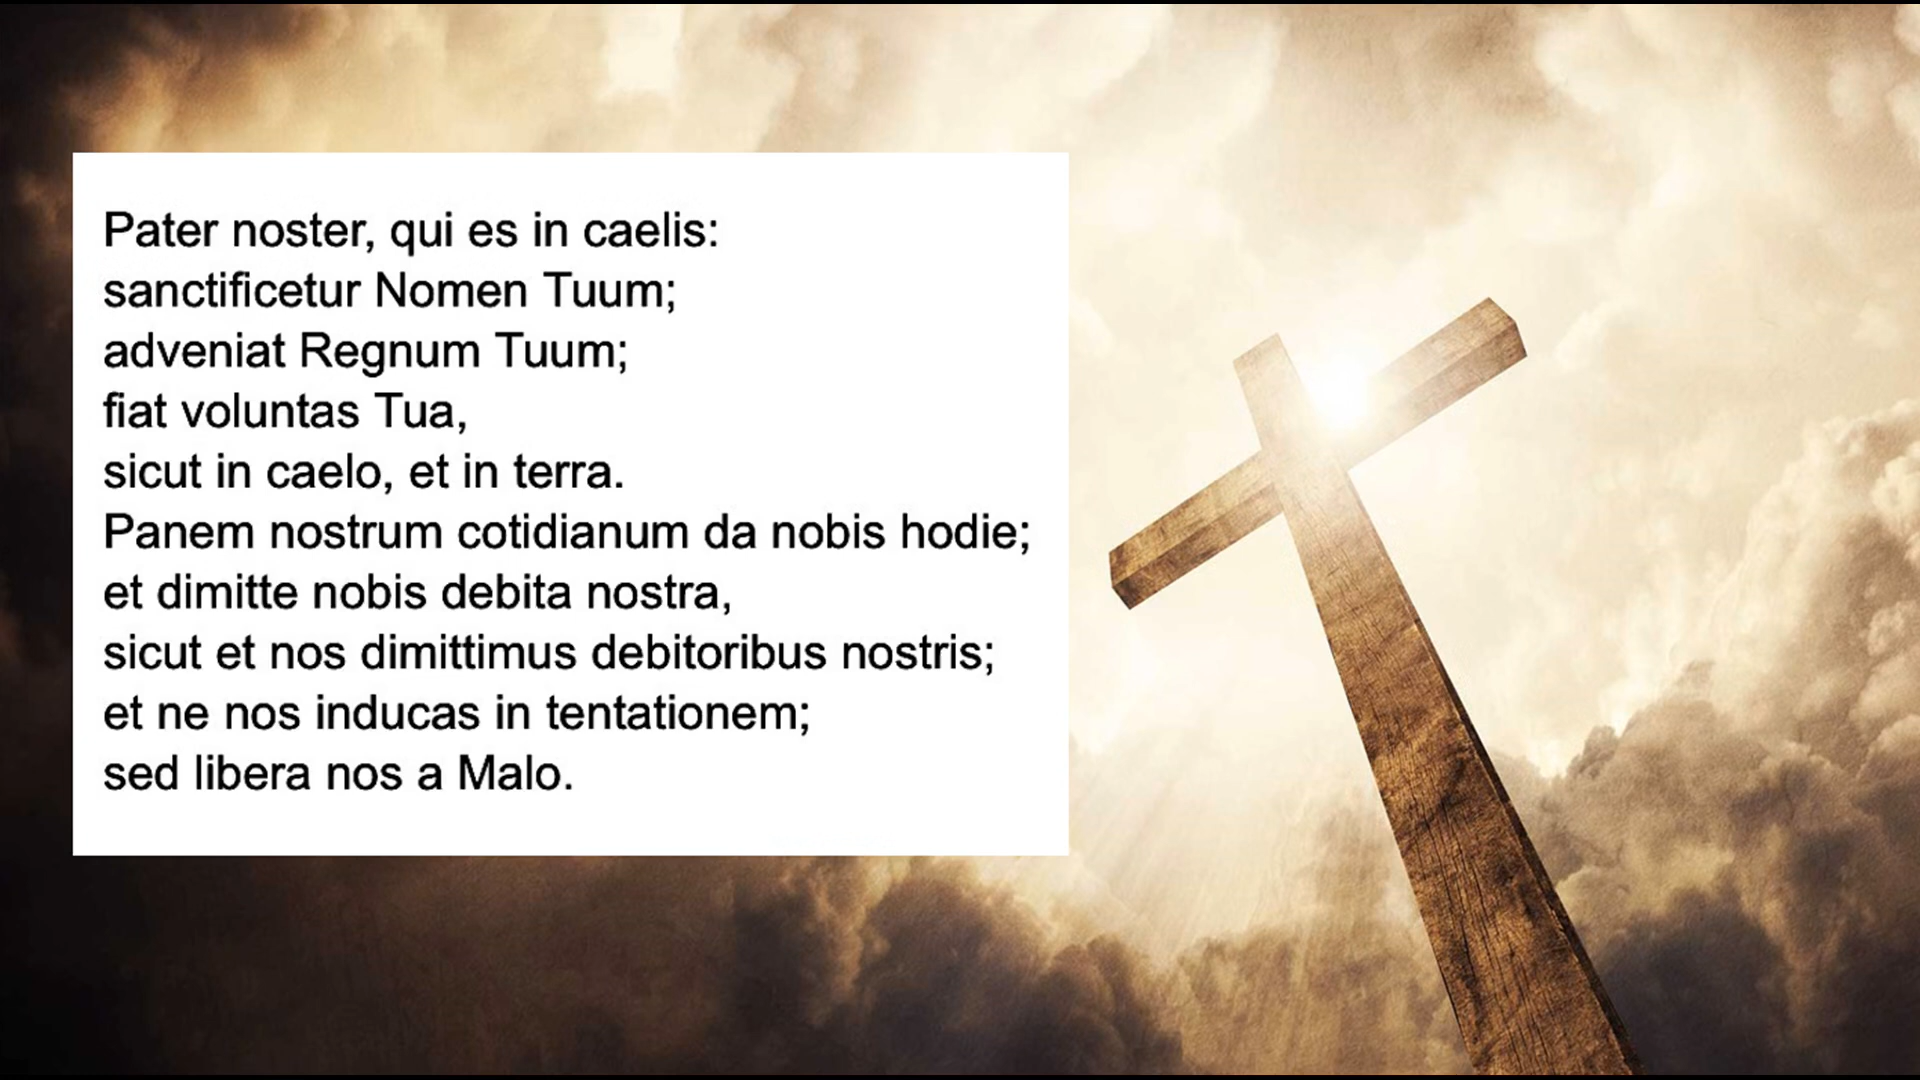 Pater noster, qui es in caelis:
sanctificetur Nomen Tuum;
adveniat Regnum Tuum;
fiat voluntas Tua,
sicut in caelo, et in terra.
Panem nostrum cotidianum da nobis hodie;
et dimitte nobis debita nostra,
sicut et nos dimittimus debitoribus nostris;
et ne nos inducas in tentationem;
sed libera nos a Malo.